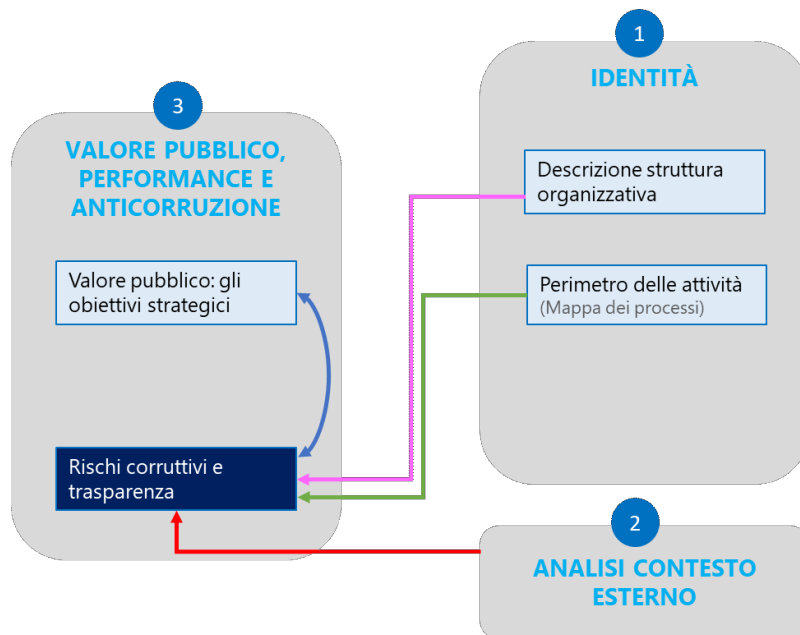 1
IDENTITÀ
Descrizione struttura
organizzativa
Perimetro delle attività
(Mappa dei processi)
2
ANALISI CONTESTO
ESTERNO
3
VALORE PUBBLICO,
PERFORMANCE E
ANTICORRUZIONE
Valore pubblico: gli
obiettivi strategici
Rischi corruttivi e
trasparenza